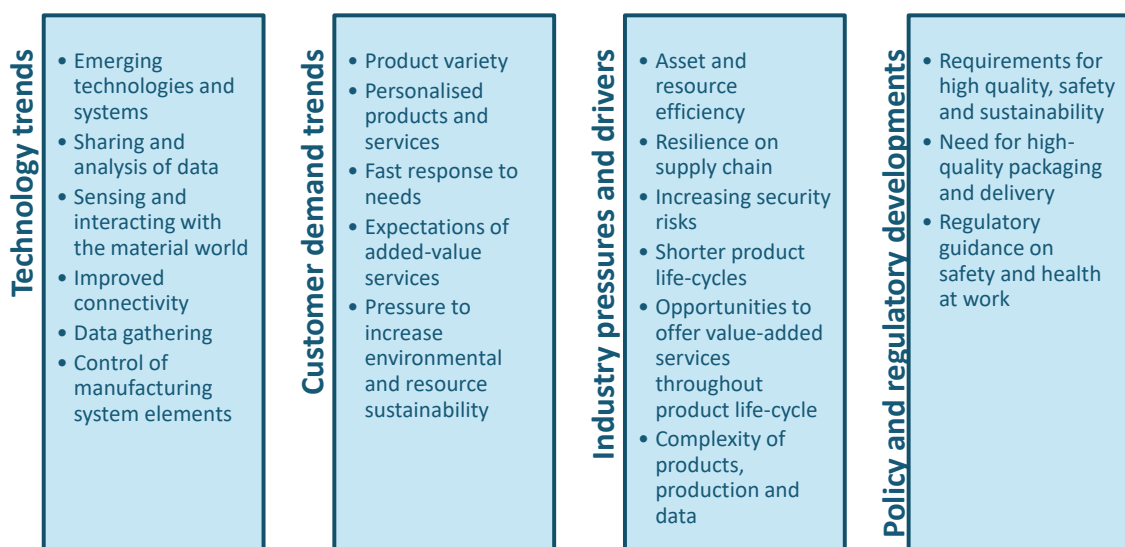 Technology trends
• Emerging
technologies and
systems
• Sharing and
analysis of data
• Sensing and
interacting with
the material world
• Improved
connectivity
• Data gathering
• Control of
manufacturing
system elements
Customer demand trends
• Product variety
• Personalised
products and
services
• Fast response to
needs
• Expectations of
added-value
services
• Pressure to
increase
environmental
and resource
sustainability
Industry pressures and drivers
• Asset and
resource
efficiency
• Resilience on
supply chain
• Increasing security
risks
• Shorter product
life-cycles
• Opportunities to
offer value-added
services
throughout
product life-cycle
• Complexity of
products,
production and
data
Policy and regulatory developments
• Requirements for
high quality, safety
and sustainability
• Need for high-
quality packaging
and delivery
• Regulatory
guidance on
safety and health
at work